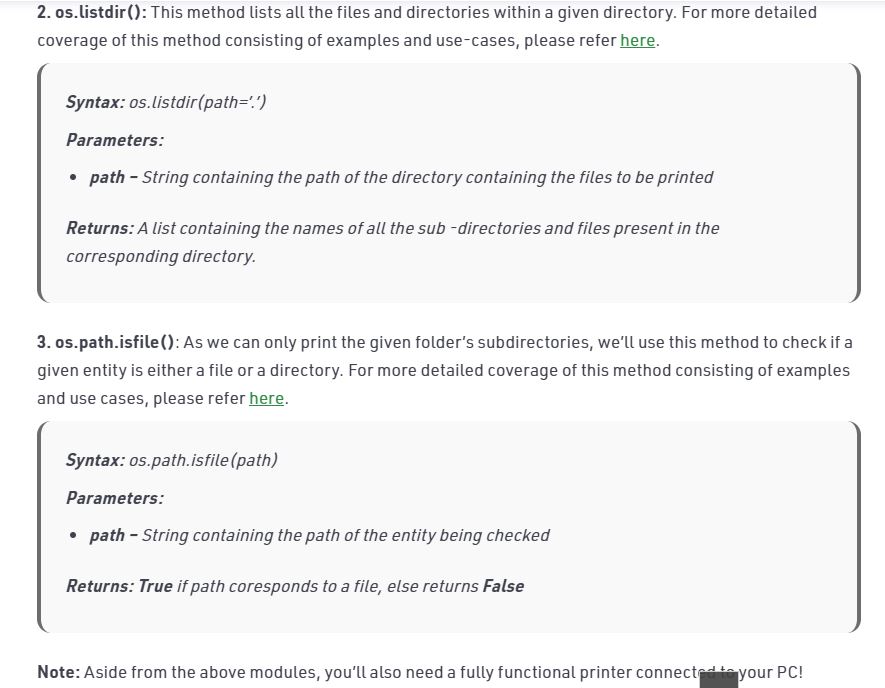 2. os.listdir(): This method lists all the files and directories within a given directory. For more detailed
coverage of this method consisting of examples and use-cases, please refer here.
Syntax: os.listdir(path='.')
Parameters:
• path – String containing the path of the directory containing the files to be printed
Returns: A list containing the names of all the sub -directories and files present in the
corresponding directory.
3. os.path.isfile(): As we can only print the given folder's subdirectories, we'll use this method to check if a
given entity is either a file or a directory. For more detailed coverage of this method consisting of examples
and use cases, please refer here.
Syntax: os.path.isfile(path)
Parameters:
• path – String containing the path of the entity being checked
Returns: True if path coresponds to a file, else returns False
Note: Aside from the above modules, you'll also need a fully functional printer connected to your PC!